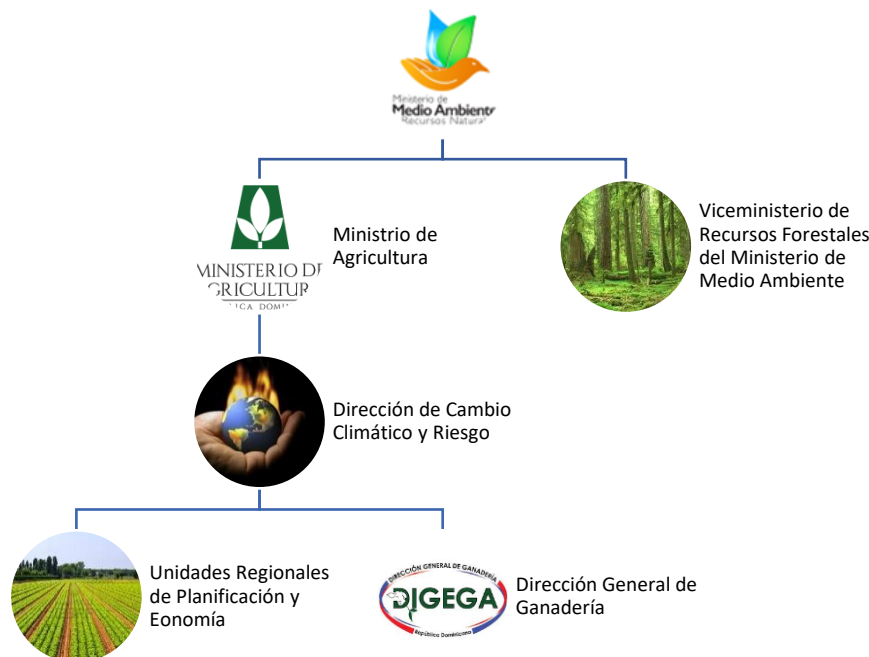 Ministerio de
Medio Ambiente
Recursos Natura
Ministrio de
Agricultura
MINISTERIO DE
GRICULTUR
LICA DOMI
Viceministerio de
Recursos Forestales
del Ministerio de
Medio Ambiente
Dirección de Cambio
Climático y Riesgo
Unidades Regionales
de Planificación y
Eonomía
DIRECCIÓN GENERAL DE GANADERÍA
DIGEGA
República Dominicana
Dirección General de
Ganadería